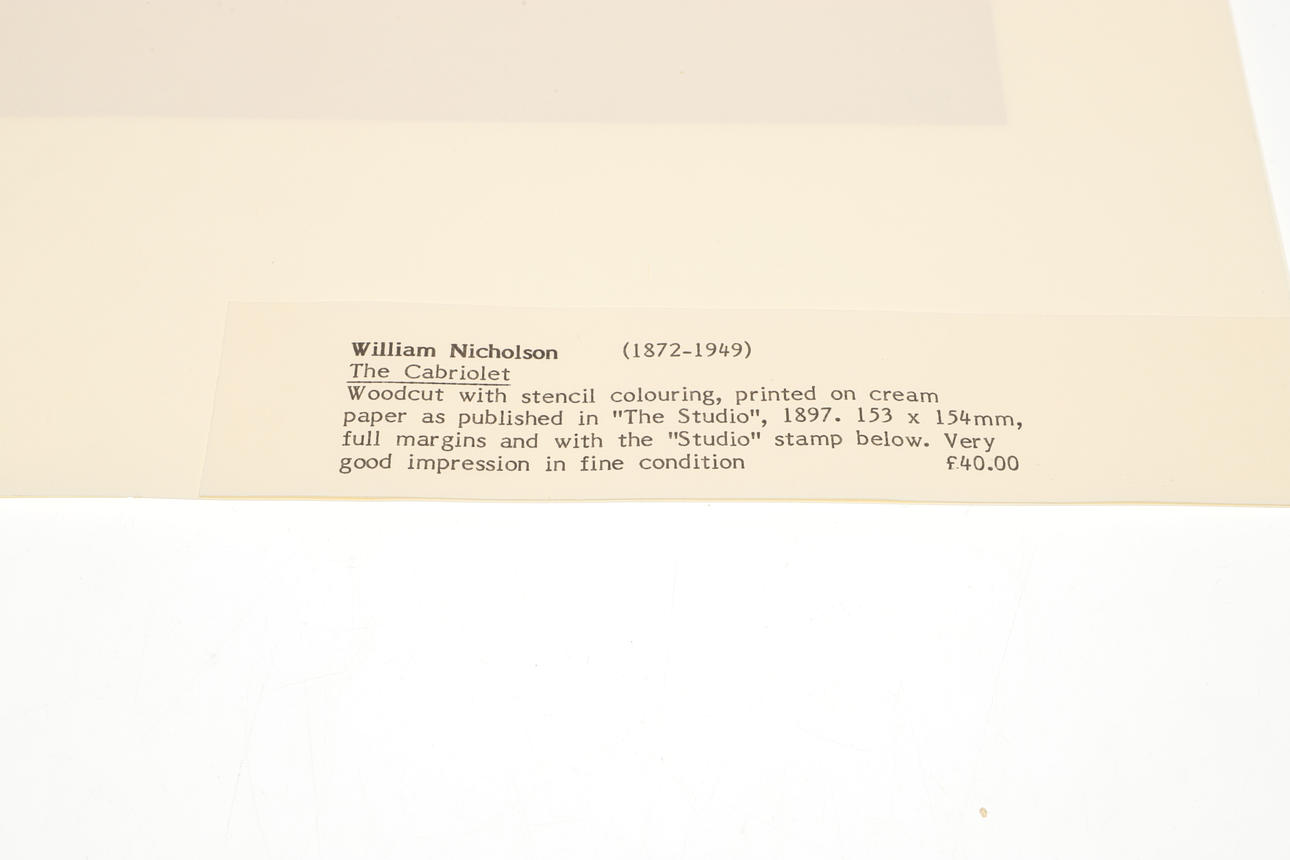 William Nicholson (1872-1949)
The Cabriolet
Woodcut with stencil colouring, printed on cream
paper as published in "The Studio", 1897. 153 x 154mm,
full margins and with the "Studio" stamp below. Very
good impression in fine condition £40.00